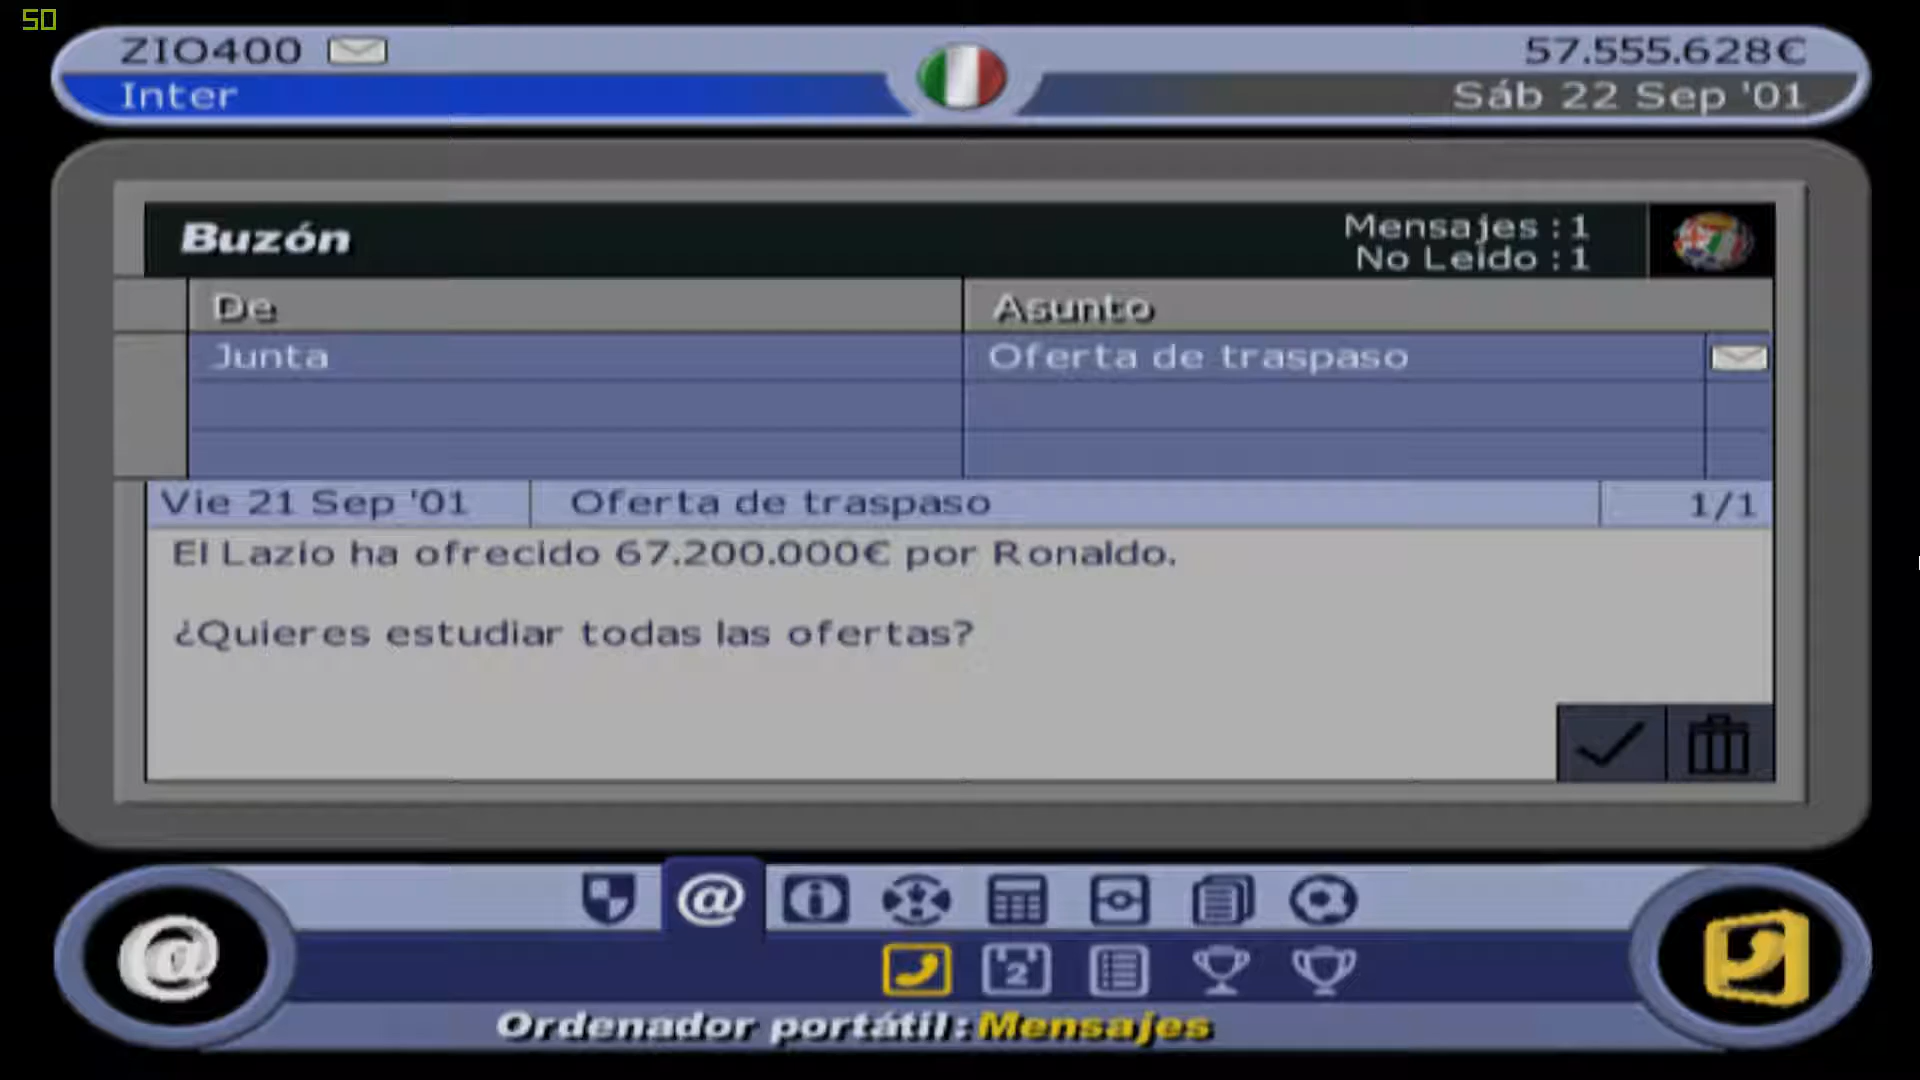 50
ZIO400
57.555.628€
Inter
Sáb 22 Sep '01
Buzón
Mensajes :1
No Leído :1
De
Asunto
Junta
Oferta de traspaso
Vie 21 Sep '01
Oferta de traspaso
1/1
El Lazio ha ofrecido 67.200.000€ por Ronaldo.
¿Quieres estudiar todas las ofertas?
@
2
@
Ordenador portátil:Mensajes